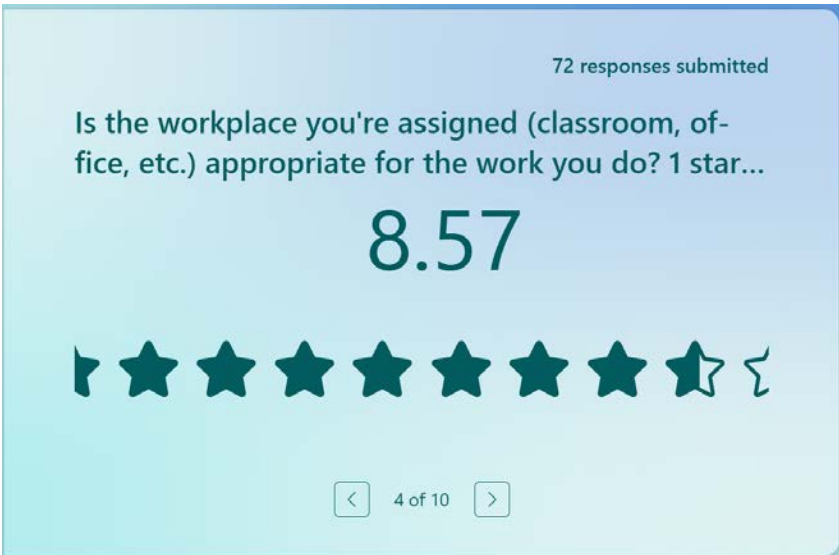 72 responses submitted
Is the workplace you're assigned (classroom, of-
fice, etc.) appropriate for the work you do? 1 star...
8.57
4 of 10